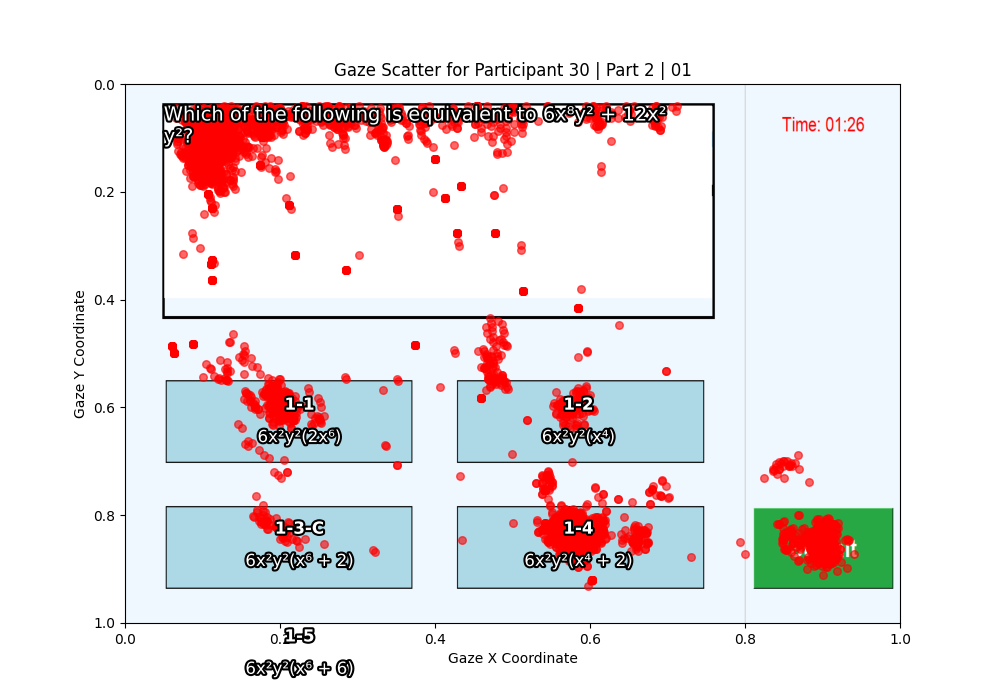 Gaze Scatter for Participant 30 | Part 2 | 01
0.0
Which of the following is equivalent to 6x⁸y² + 12x²
y²?
Time: 01:26
0.2
0.4
Gaze Y Coordinate
0.6
1-1
6x²y²(2x⁶)
1-2
6x²y²(x⁴)
0.8
1-3-C
6x²y²(x⁶ + 2)
1-4
6x²y²(x⁴ + 2)
1.0
0.0
0.2
0.4
0.6
0.8
1.0
1-5
6x²y²(x⁶ + 6)
Gaze X Coordinate